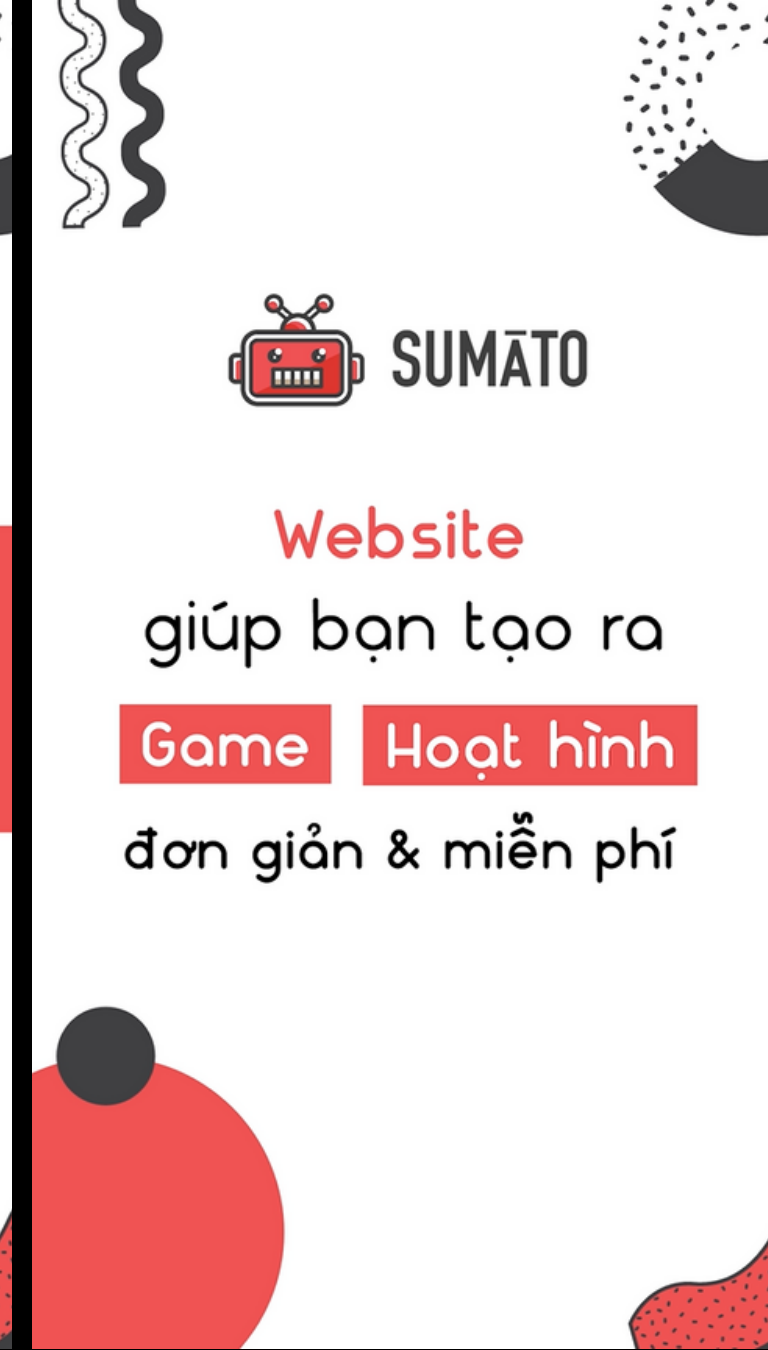 SUMĀTO
Website
giúp bạn tạo ra
Game Hoạt hình
đơn giản & miễn phí